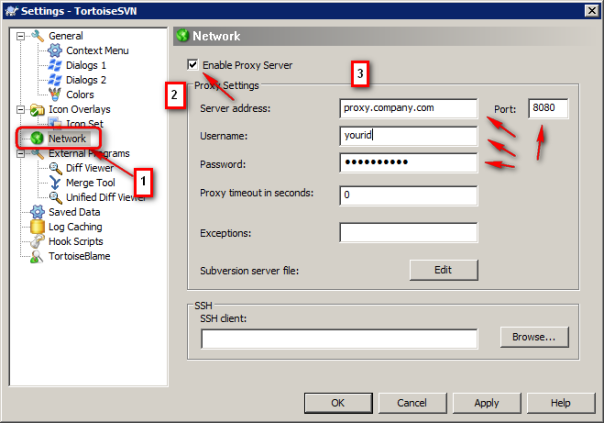 Settings - TortoiseSVN
General
Context Menu
Dialogs 1
Dialogs 2
Colors
Icon Overlays
Icon Set
Network
External Programs
Diff Viewer
Merge Tool
Unified Diff Viewer
Saved Data
Log Caching
Hook Scripts
TortoiseBlame
1
Network
Enable Proxy Server
2
3
Proxy Settings
Server address: proxy.company.com Port: 8080
Username: yourid
Password: ●●●●●●●●●●
Proxy timeout in seconds: 0
Exceptions:
Subversion server file: Edit
SSH
SSH client:
Browse...
OK Cancel Apply Help